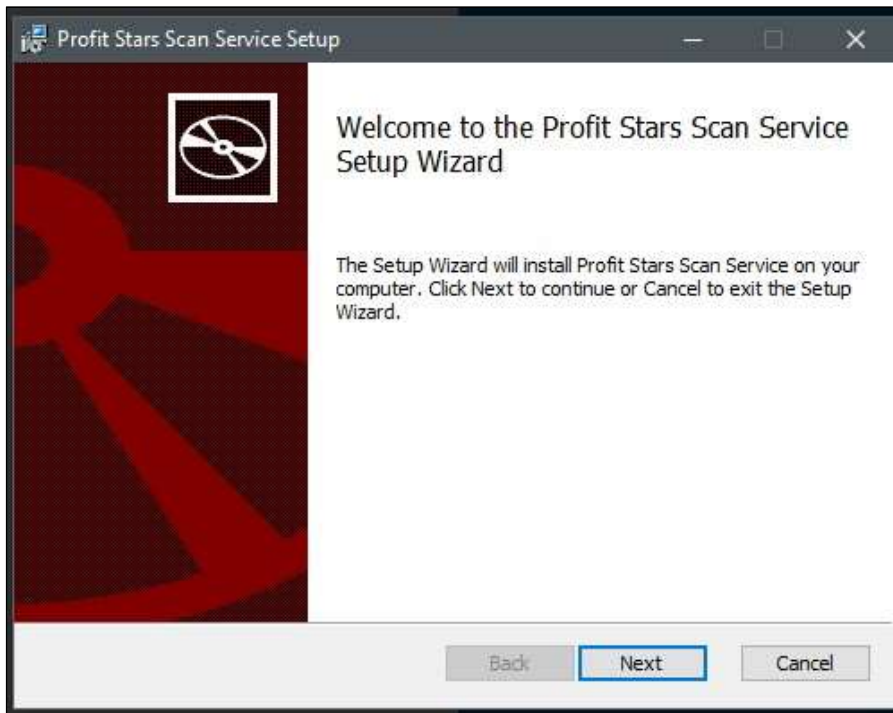 Profit Stars Scan Service Setup
Welcome to the Profit Stars Scan Service
Setup Wizard
The Setup Wizard will install Profit Stars Scan Service on your
computer. Click Next to continue or Cancel to exit the Setup
Wizard.
Back Next Cancel